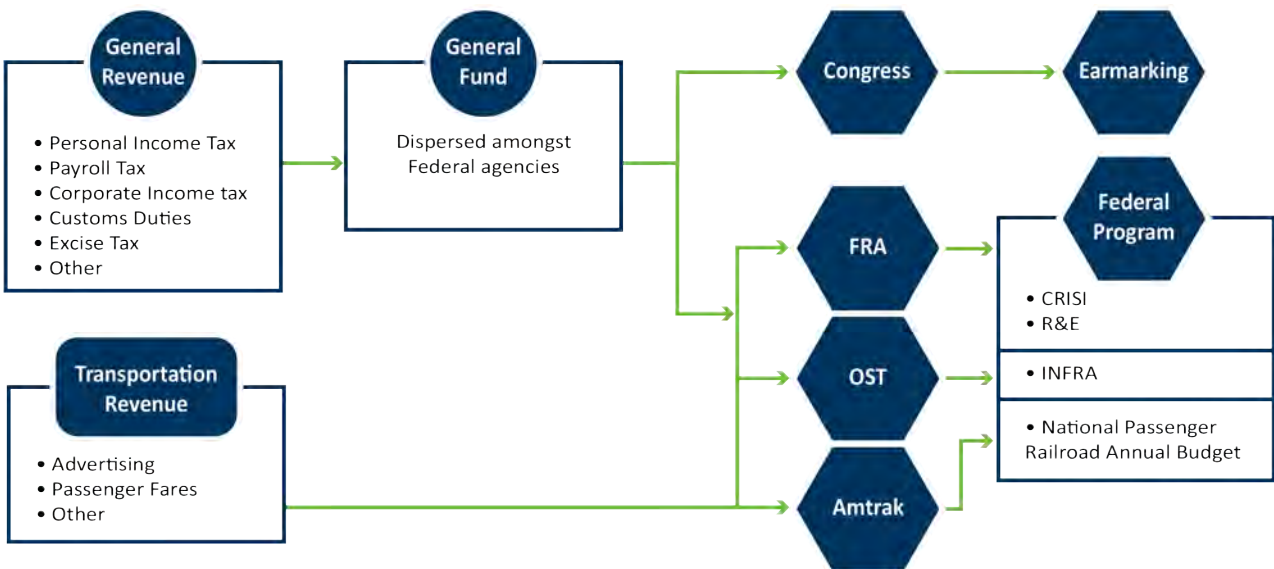 General
Revenue
• Personal Income Tax
• Payroll Tax
• Corporate Income tax
• Customs Duties
• Excise Tax
• Other
General
Fund
Dispersed amongst
Federal agencies
Congress
Earmarking
FRA
Federal
Program
• CRISI
• R&E
Transportation
Revenue
• Advertising
• Passenger Fares
• Other
OST
• INFRA
Amtrak
• National Passenger
Railroad Annual Budget